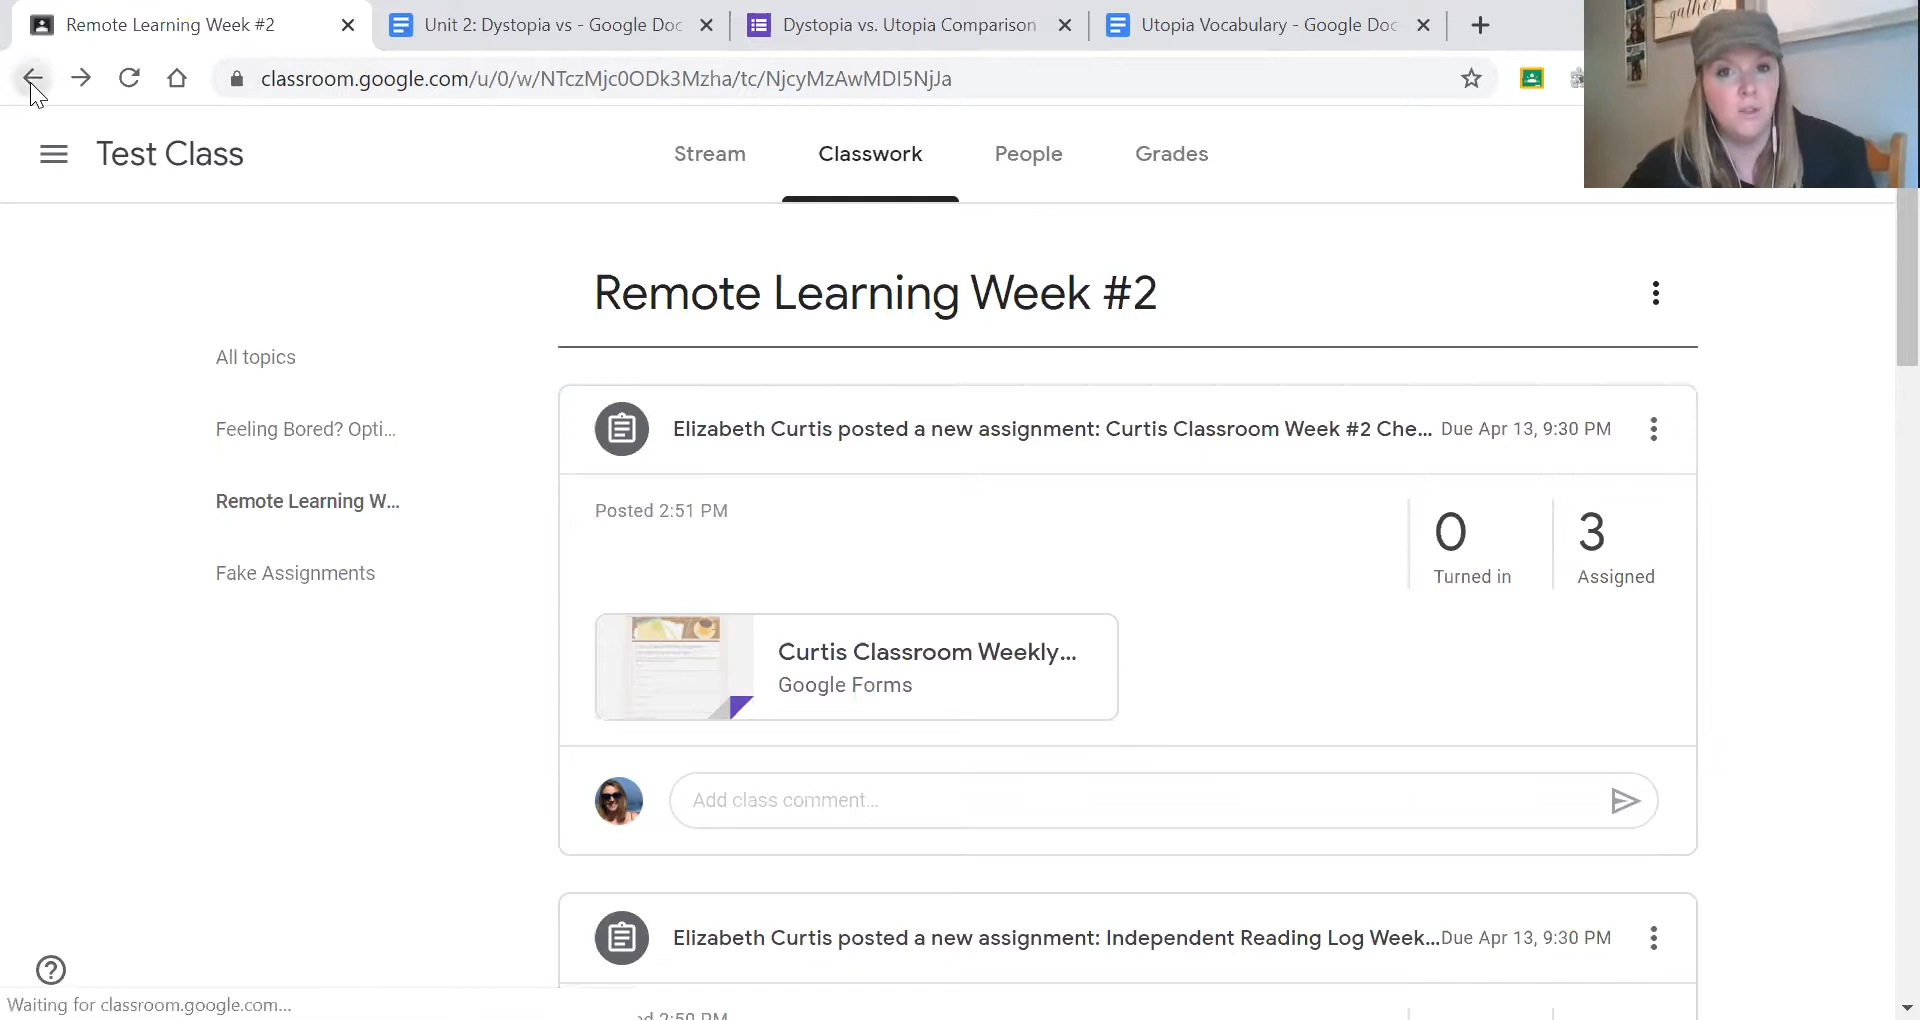 Remote Learning Week #2
Unit 2: Dystopia vs - Google Doc
Dystopia vs. Utopia Comparison
Utopia Vocabulary - Google Doc
classroom.google.com/u/0/w/NTczMjc0ODk3Mzha/tc/NjcyMzAwMDI5NjJa
gather
Test Class
Stream
Classwork
People
Grades
Remote Learning Week #2
All topics
Feeling Bored? Opti...
Remote Learning W...
Fake Assignments
Elizabeth Curtis posted a new assignment: Curtis Classroom Week #2 Che... Due Apr 13, 9:30 PM
Posted 2:51 PM
0
Turned in
3
Assigned
Curtis Classroom Weekly...
Google Forms
Add class comment...
Elizabeth Curtis posted a new assignment: Independent Reading Log Week... Due Apr 13, 9:30 PM
2:50 PM
Waiting for classroom.google.com...